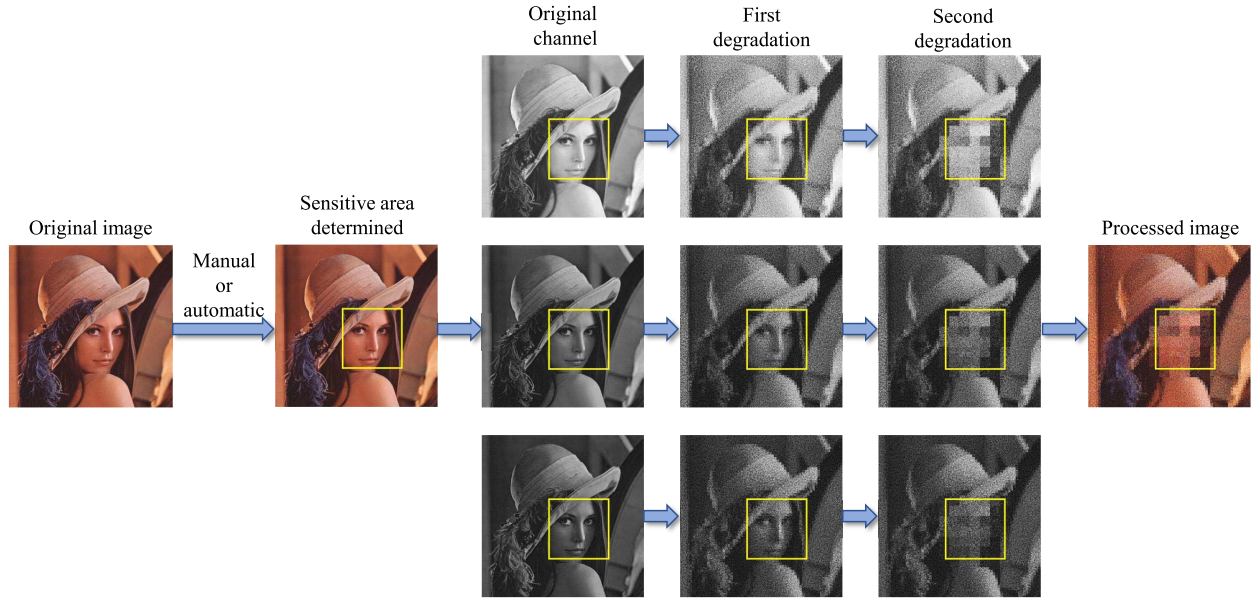 Original image
Manual
or
automatic
Sensitive area
determined
Original
channel
First
degradation
Second
degradation
Processed image